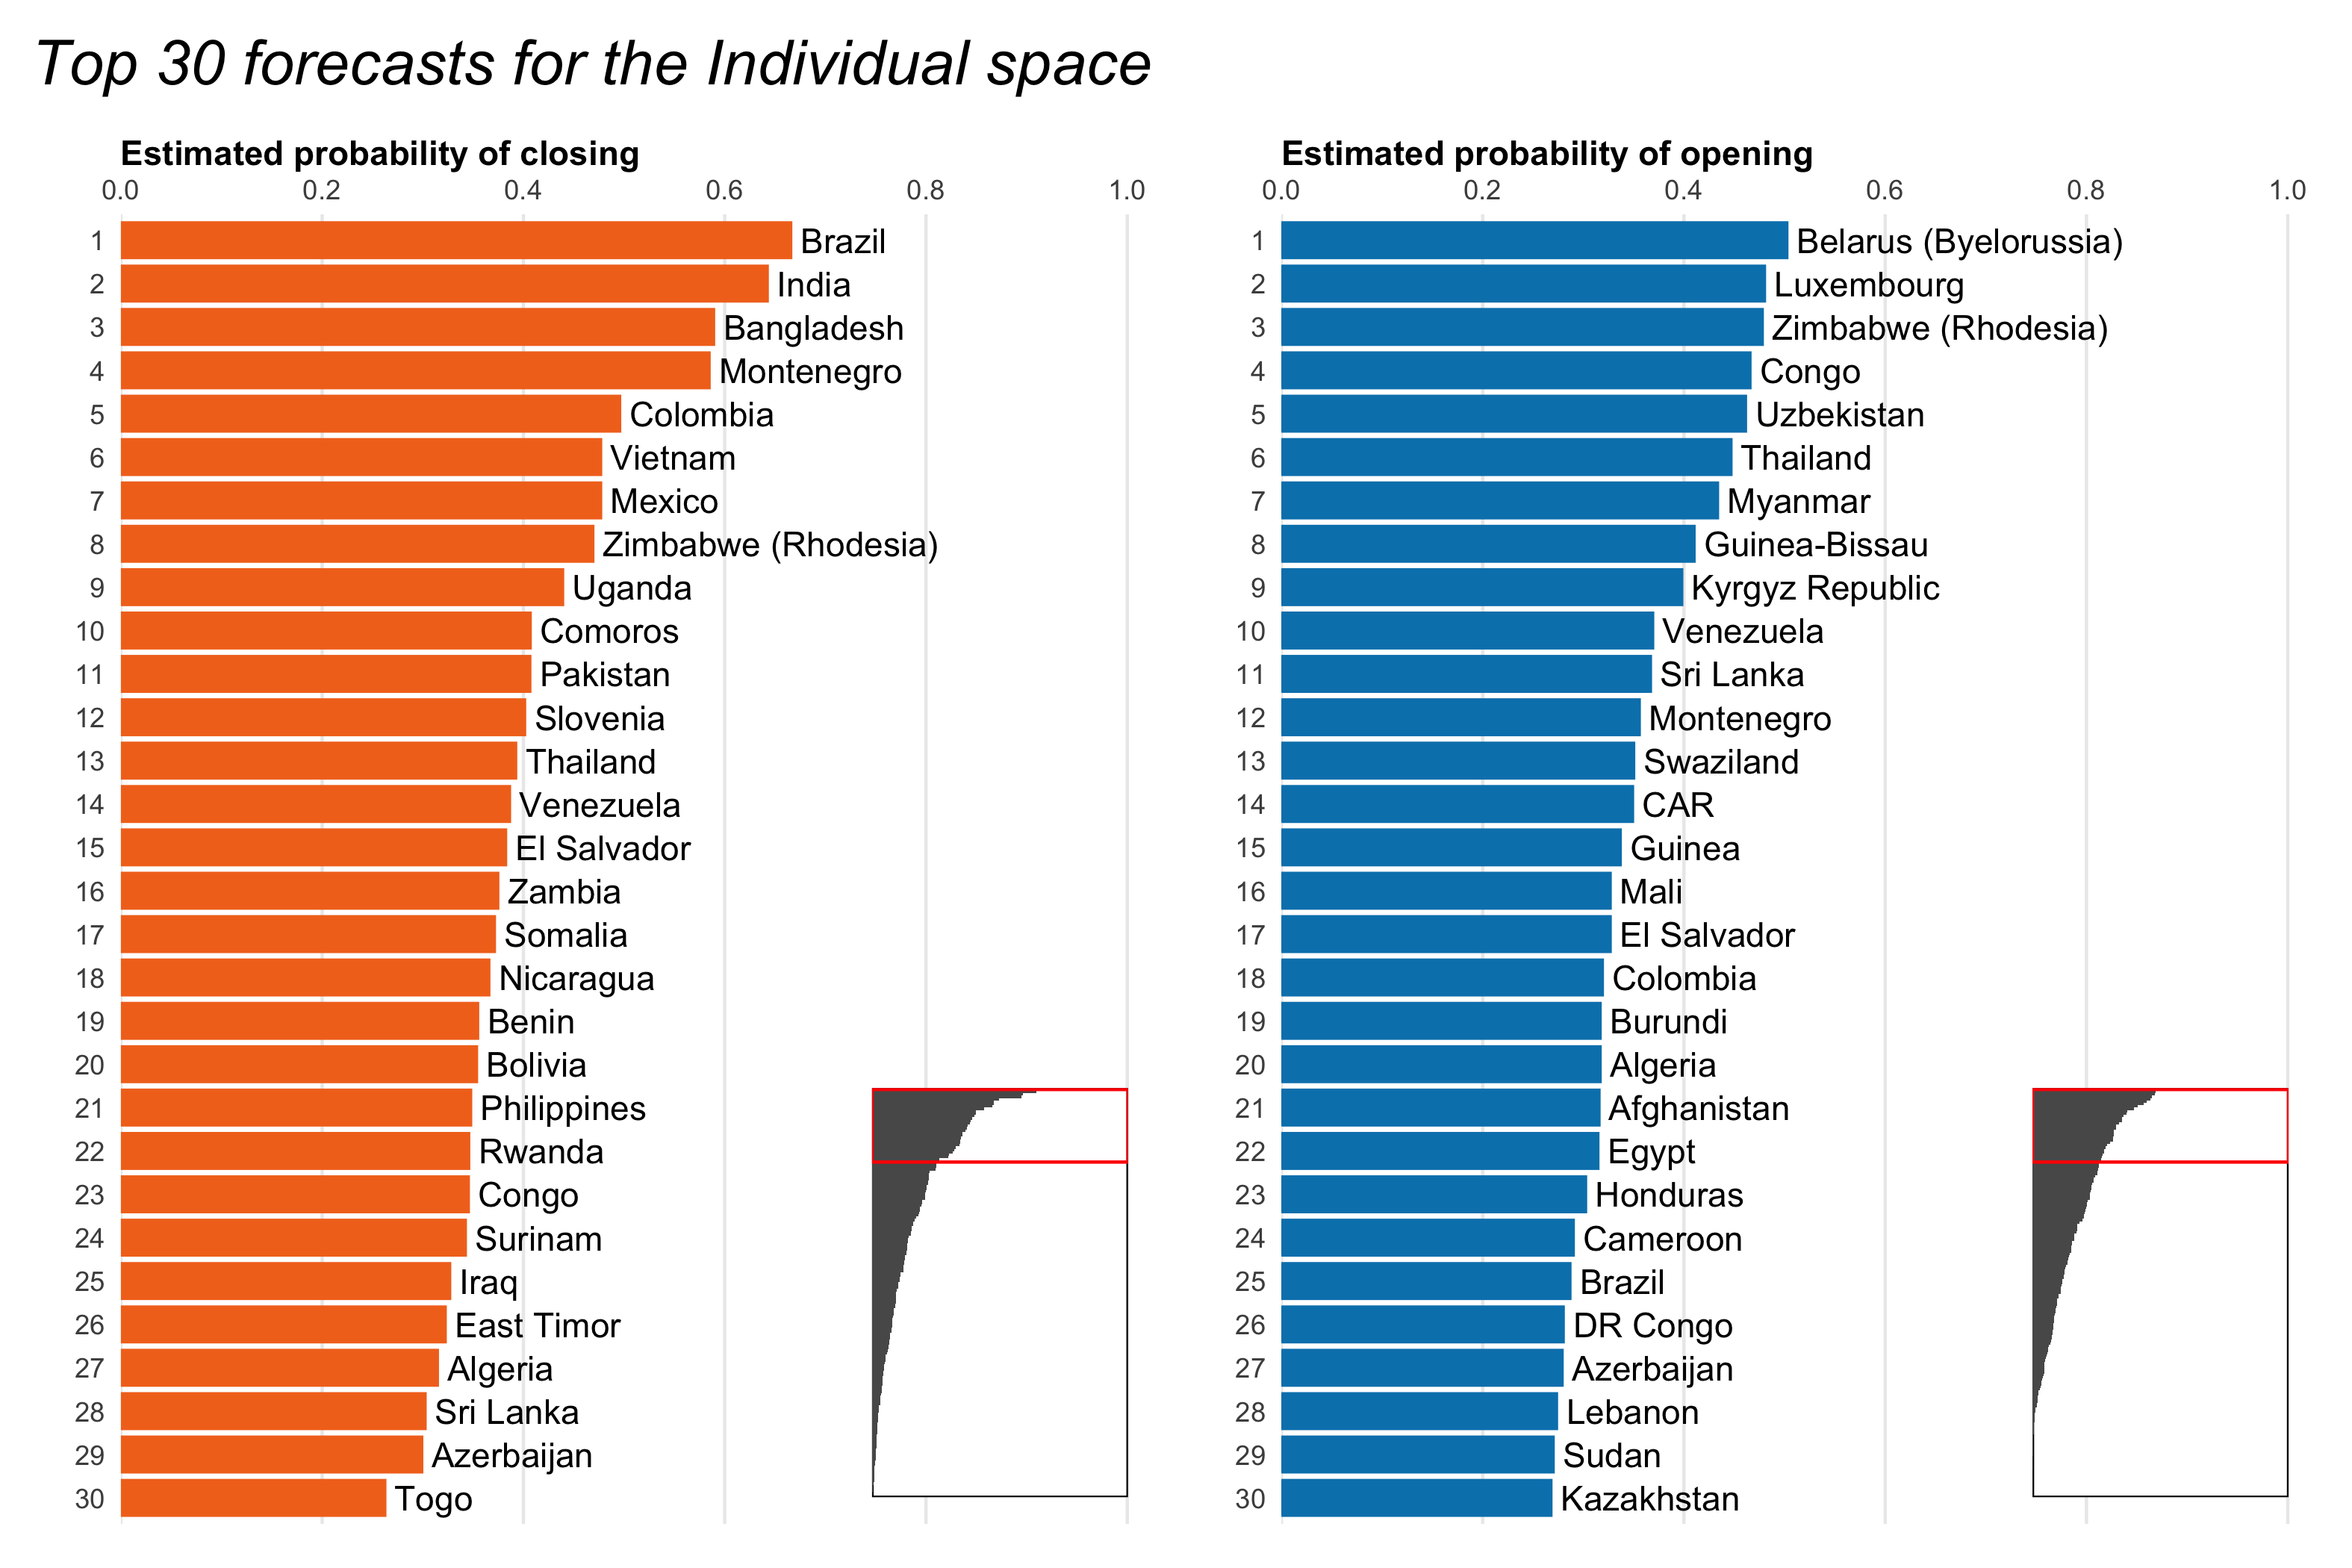 Top 30 forecasts for the Individual space
Estimated probability of closing
0.0 0.2 0.4 0.6 0.8 1.0
1 Brazil
2 India
3 Bangladesh
4 Montenegro
5 Colombia
6 Vietnam
7 Mexico
8 Zimbabwe (Rhodesia)
9 Uganda
10 Comoros
11 Pakistan
12 Slovenia
13 Thailand
14 Venezuela
15 El Salvador
16 Zambia
17 Somalia
18 Nicaragua
19 Benin
20 Bolivia
21 Philippines
22 Rwanda
23 Congo
24 Surinam
25 Iraq
26 East Timor
27 Algeria
28 Sri Lanka
29 Azerbaijan
30 Togo
Estimated probability of opening
0.0 0.2 0.4 0.6 0.8 1.0
1 Belarus (Byelorussia)
2 Luxembourg
3 Zimbabwe (Rhodesia)
4 Congo
5 Uzbekistan
6 Thailand
7 Myanmar
8 Guinea-Bissau
9 Kyrgyz Republic
10 Venezuela
11 Sri Lanka
12 Montenegro
13 Swaziland
14 CAR
15 Guinea
16 Mali
17 El Salvador
18 Colombia
19 Burundi
20 Algeria
21 Afghanistan
22 Egypt
23 Honduras
24 Cameroon
25 Brazil
26 DR Congo
27 Azerbaijan
28 Lebanon
29 Sudan
30 Kazakhstan